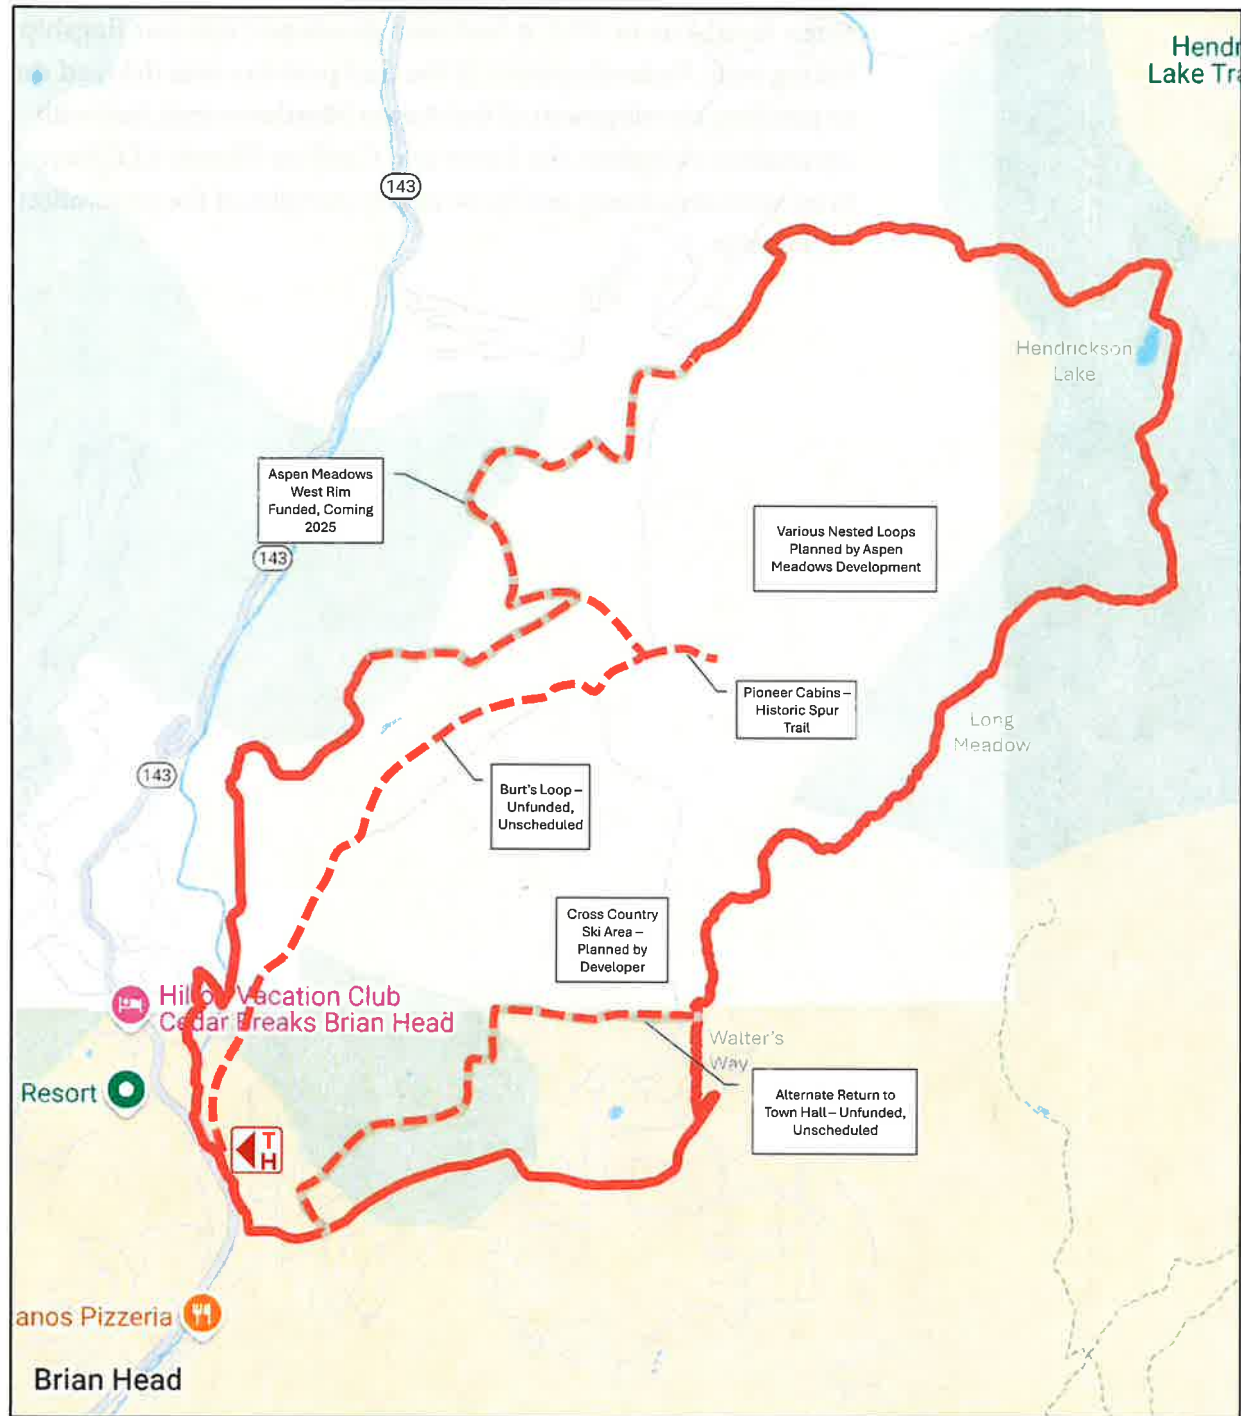 Hendr
Lake Tra
143
Hendrickson
Lake
Aspen Meadows
West Rim
Funded, Coming
2025
143
Various Nested Loops
Planned by Aspen
Meadows Development
Pioneer Cabins –
Historic Spur
Trail
Long
Meadow
143
Burt's Loop –
Unfunded,
Unscheduled
Cross Country
Ski Area –
Planned by
Developer
Hilton Vacation Club
Cedar Breaks Brian Head
Walter's
Way
Resort
Alternate Return to
Town Hall – Unfunded,
Unscheduled
T
H
anos Pizzeria
Brian Head